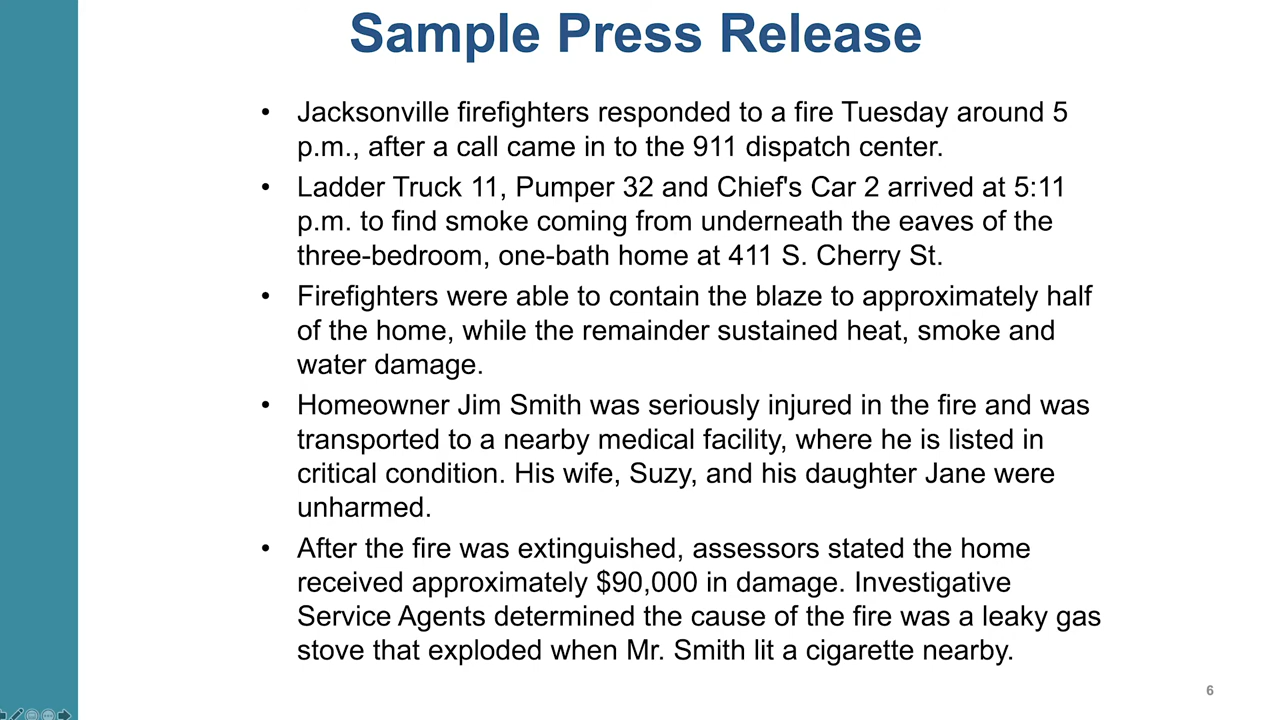 Sample Press Release
• Jacksonville firefighters responded to a fire Tuesday around 5
p.m., after a call came in to the 911 dispatch center.
• Ladder Truck 11, Pumper 32 and Chief's Car 2 arrived at 5:11
p.m. to find smoke coming from underneath the eaves of the
three-bedroom, one-bath home at 411 S. Cherry St.
• Firefighters were able to contain the blaze to approximately half
of the home, while the remainder sustained heat, smoke and
water damage.
• Homeowner Jim Smith was seriously injured in the fire and was
transported to a nearby medical facility, where he is listed in
critical condition. His wife, Suzy, and his daughter Jane were
unharmed.
• After the fire was extinguished, assessors stated the home
received approximately $90,000 in damage. Investigative
Service Agents determined the cause of the fire was a leaky gas
stove that exploded when Mr. Smith lit a cigarette nearby.
6